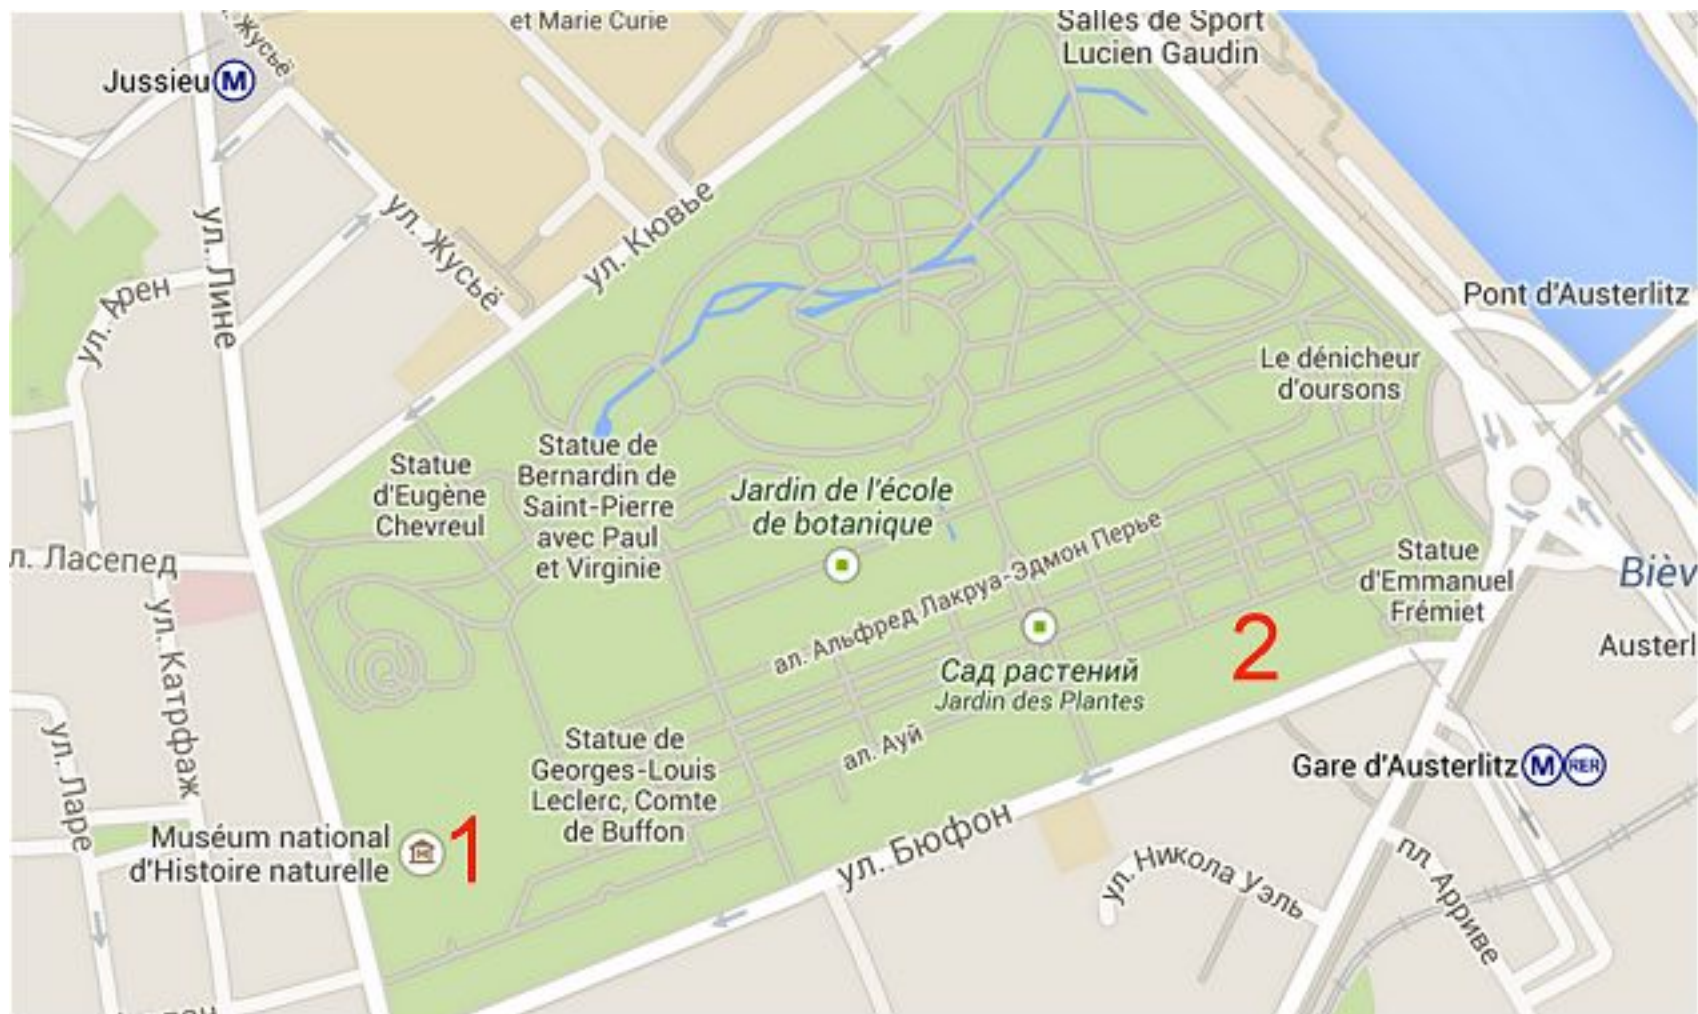 et Marie Curie
Salles de Sport
Lucien Gaudin
Жусьё
Jussieu M
ул. Кювье
ул. Жусьё
ул. Лине
ул. Арен
Pont d'Austerlitz
Le dénicheur
d'oursons
Statue
d'Eugène
Chevreul
Statue de
Bernardin de
Saint-Pierre
avec Paul
et Virginie
Jardin de l'école
de botanique
ал. Альфред Лакруа-Эдмон Перье
Statue
d'Emmanuel
Frémiet
Bièv
Austerl
л. Ласепед
ул. Катрфаж
2
Сад растений
Jardin des Plantes
ал. Ауй
Statue de
Georges-Louis
Leclerc, Comte
de Buffon
ул. Ларе
Gare d'Austerlitz M RER
Muséum national
d'Histoire naturelle
1
ул. Бюфон
ул. Никола Уэль
пл. Арриве